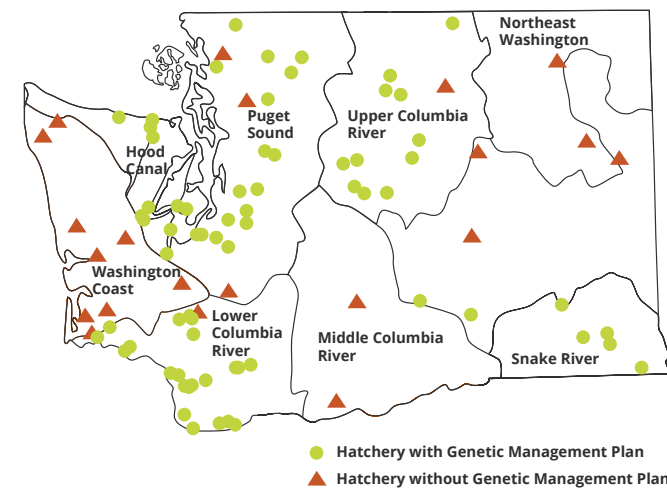 Northeast
Washington
Puget
Sound
Upper Columbia
River
Hood
Canal
Washington
Coast
Lower
Columbia
River
Middle Columbia
River
Snake River
Hatchery with Genetic Management Plan
Hatchery without Genetic Management Plan